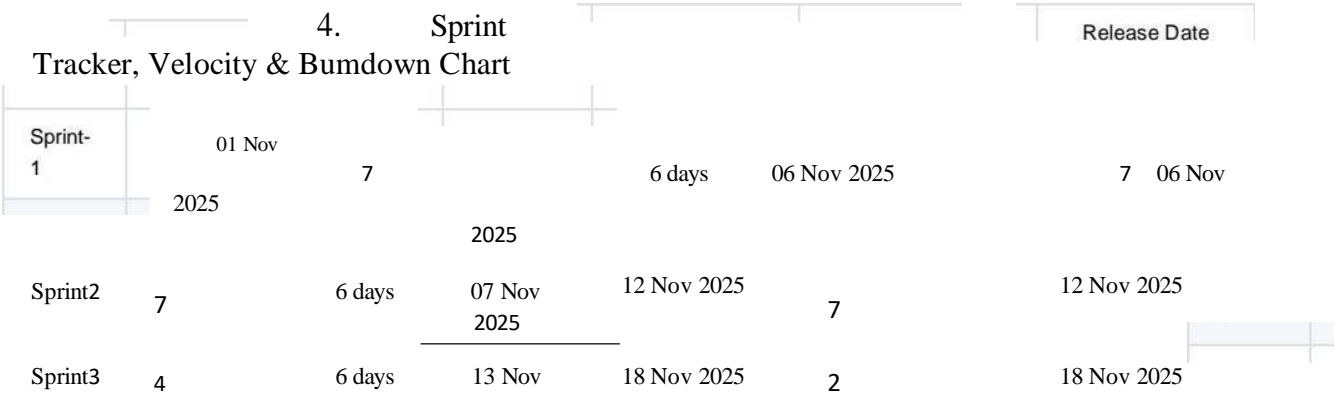 4. Sprint
Release Date
Tracker, Velocity & Bumdown Chart
Sprint-
1
01 Nov
7 6 days 06 Nov 2025 7 06 Nov
2025
2025
Sprint2 7 6 days 07 Nov 12 Nov 2025 7 12 Nov 2025
2025
Sprint3 4 6 days 13 Nov 18 Nov 2025 2 18 Nov 2025